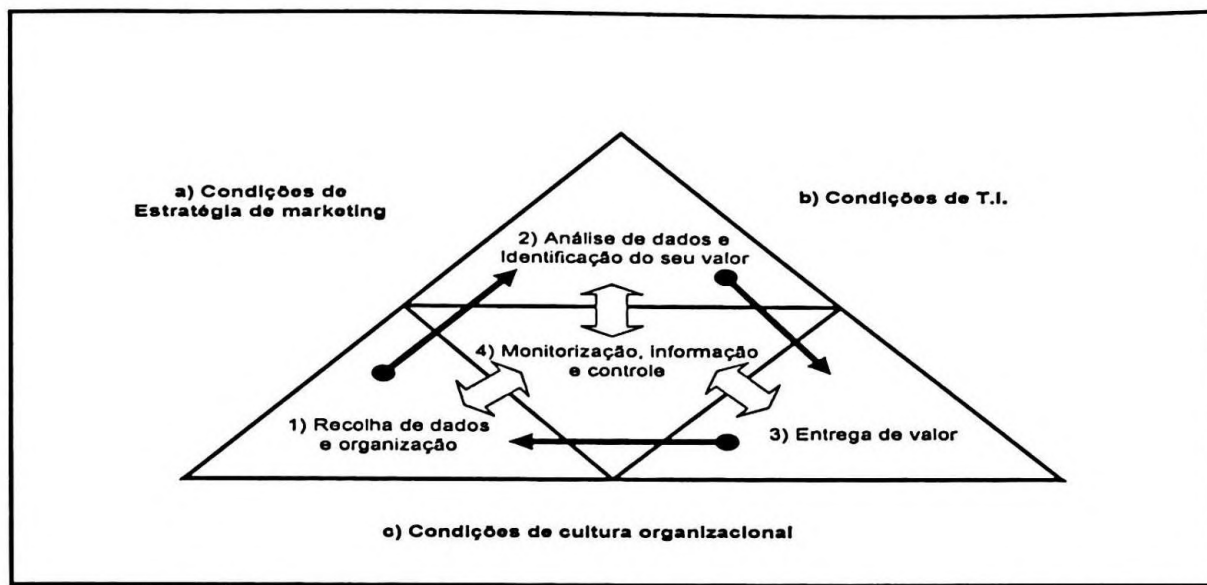 a) Condições de
Estratégia de marketing
b) Condições de T.I.
2) Análise de dados e
Identificação do seu valor
4) Monitorização, Informação
e controle
1) Recolha de dados
e organização
3) Entrega de valor
c) Condições de cultura organizacional